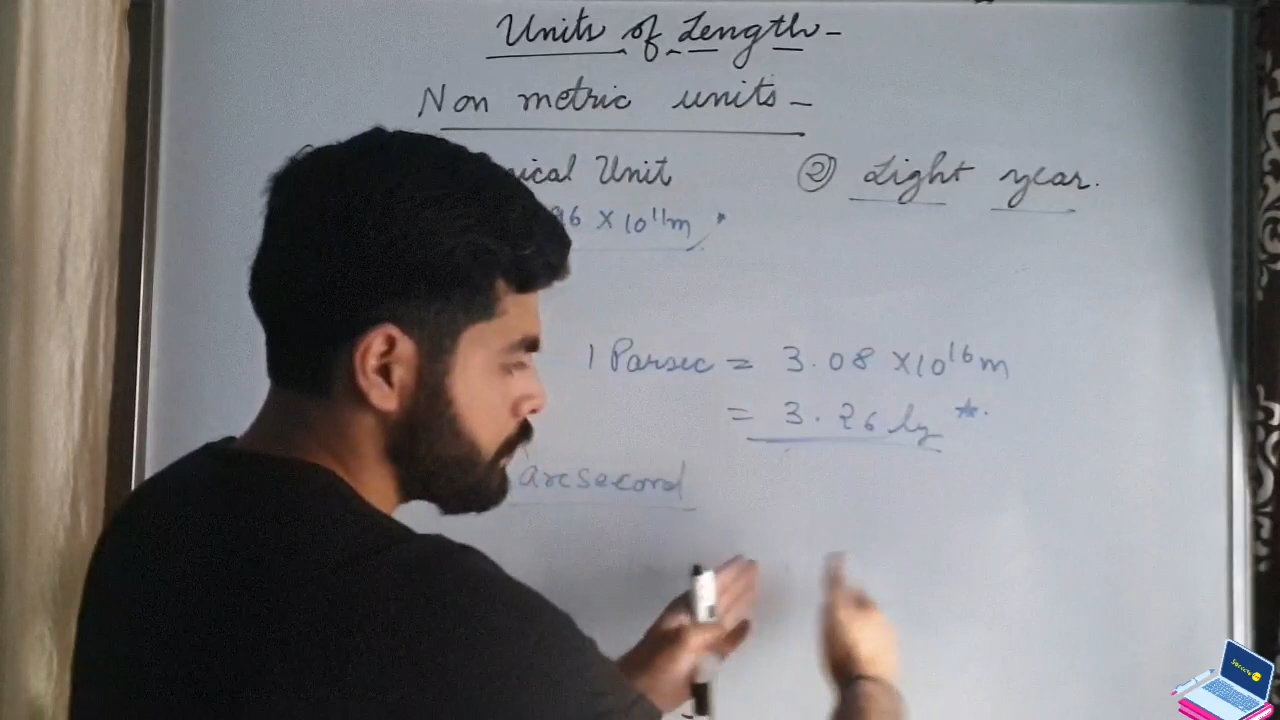 Units of Length-
Non metric units-
ical Unit
② Light year.
96 X 10¹¹m *
1 Parsec = 3.08 X10¹⁶m
= 3.26 ly *.
arcsecond